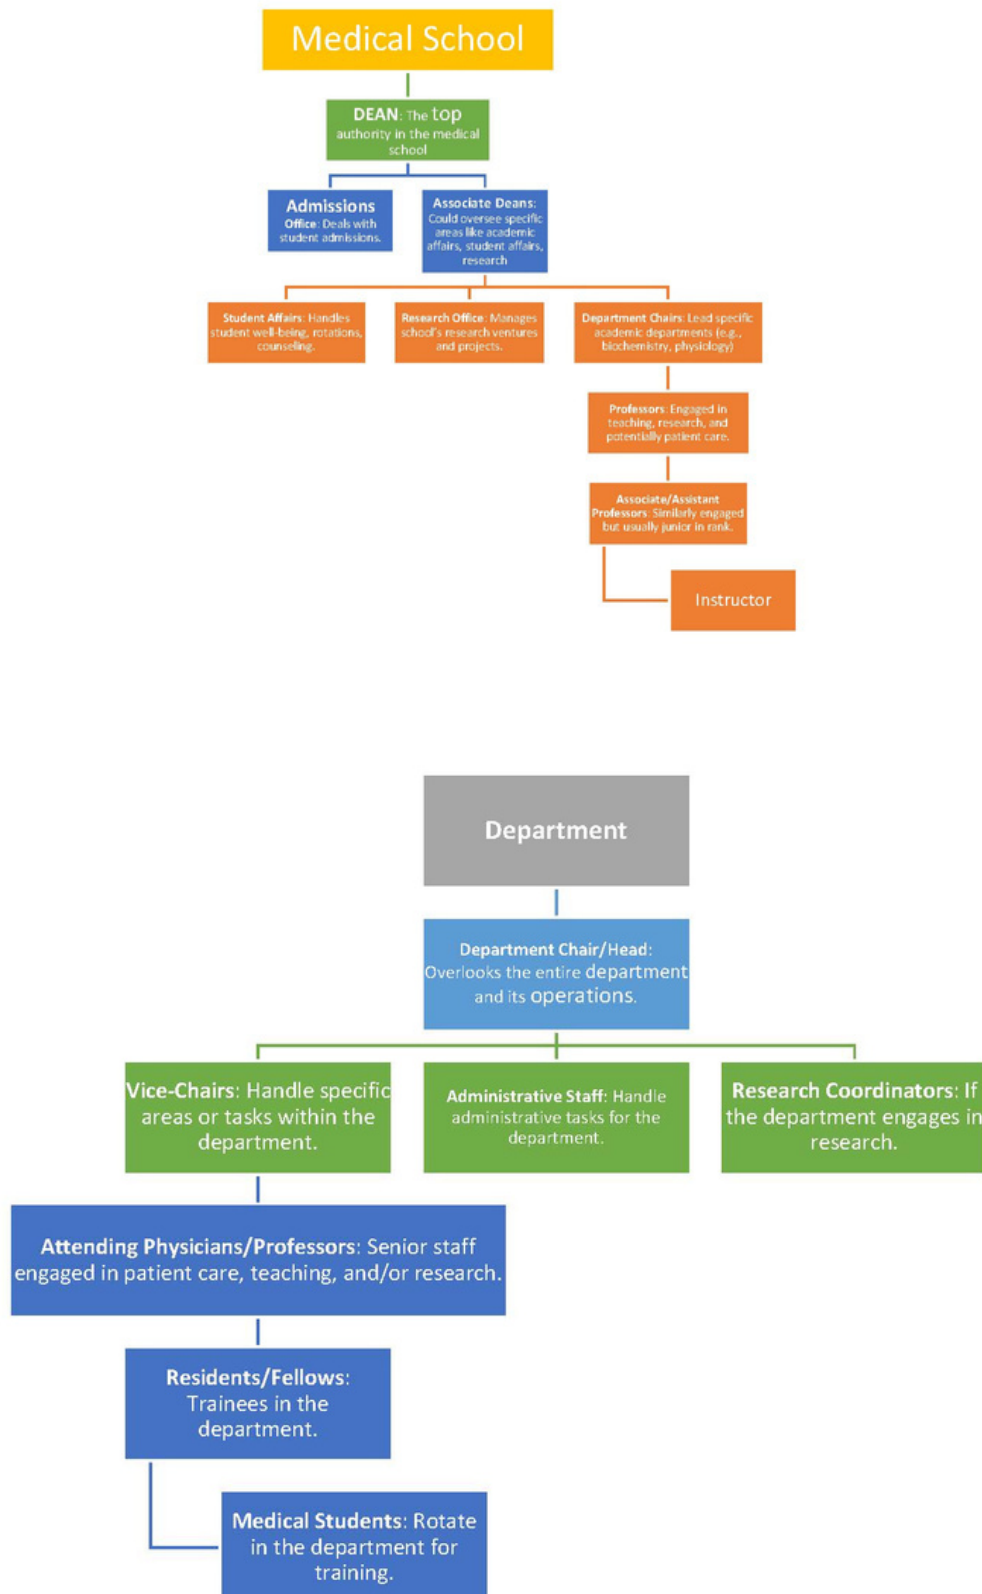 Medical School
DEAN: The top
authority in the medical
school
Admissions
Office: Deals with
student admissions.
Associate Deans:
Could oversee specific
areas like academic
affairs, student affairs,
research
Student Affairs: Handles
student well-being, rotations,
counseling.
Research Office: Manages
school's research ventures
and projects.
Department Chairs: Lead specific
academic departments (e.g.,
biochemistry, physiology)
Professors: Engaged in
teaching, research, and
potentially patient care.
Associate/Assistant
Professors: Similarly engaged
but usually junior in rank.
Instructor
Department
Department Chair/Head:
Overlooks the entire department
and its operations.
Vice-Chairs: Handle specific
areas or tasks within the
department.
Administrative Staff: Handle
administrative tasks for the
department.
Research Coordinators: If
the department engages in
research.
Attending Physicians/Professors: Senior staff
engaged in patient care, teaching, and/or research.
Residents/Fellows:
Trainees in the
department.
Medical Students: Rotate
in the department for
training.